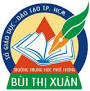 SỞ GIÁO DỤC - ĐÀO TẠO TP. HCM
TRƯỜNG TRUNG HỌC PHỔ THÔNG
BÙI THỊ XUÂN